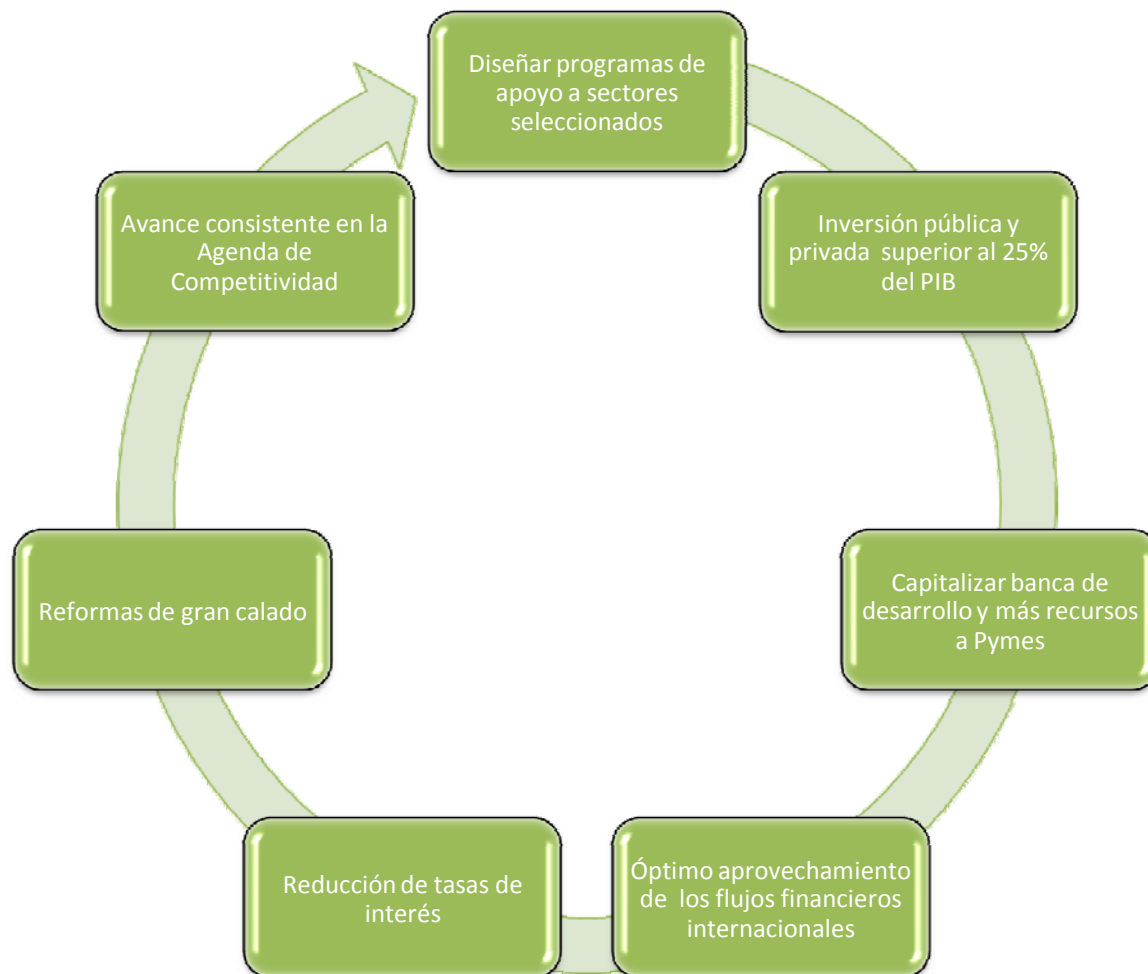 Diseñar programas de
apoyo a sectores
seleccionados
Inversión pública y
privada superior al 25%
del PIB
Capitalizar banca de
desarrollo y más recursos
a Pymes
Óptimo aprovechamiento
de los flujos financieros
internacionales
Reducción de tasas de
interés
Reformas de gran calado
Avance consistente en la
Agenda de
Competitividad